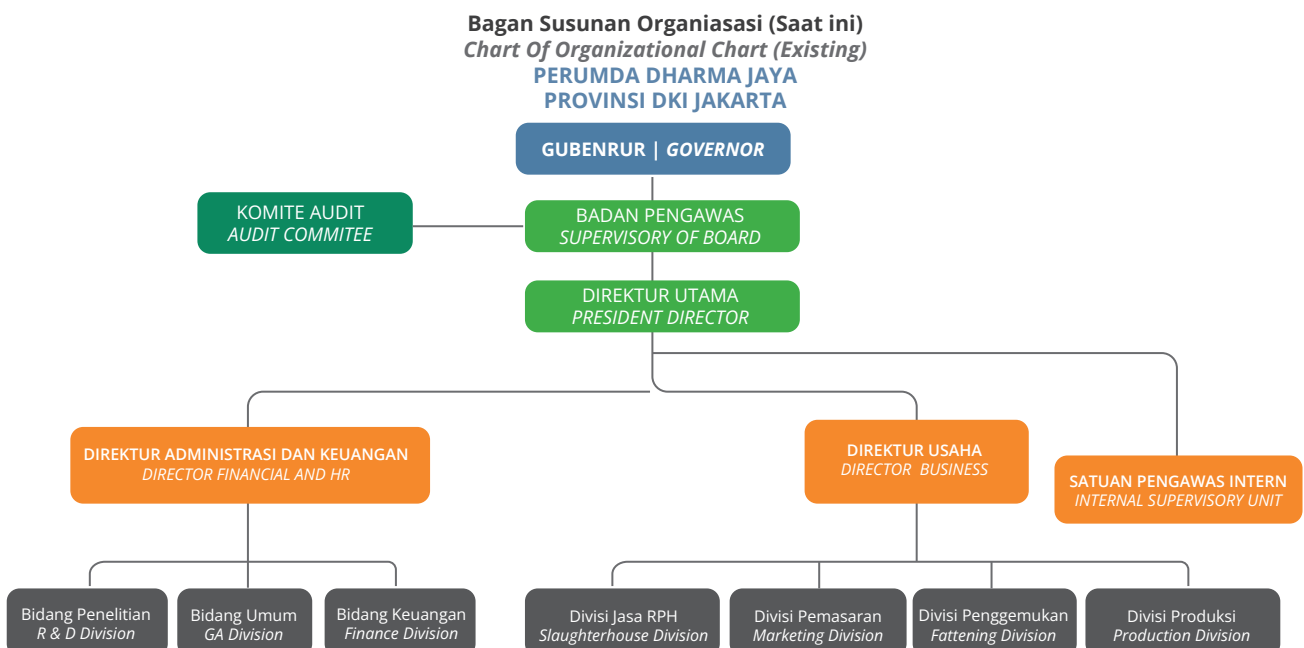 Bagan Susunan Organiasasi (Saat ini)
Chart Of Organizational Chart (Existing)
PERUMDA DHARMA JAYA
PROVINSI DKI JAKARTA
GUBENRUR | GOVERNOR
KOMITE AUDIT
AUDIT COMMITEE
BADAN PENGAWAS
SUPERVISORY OF BOARD
DIREKTUR UTAMA
PRESIDENT DIRECTOR
DIREKTUR ADMINISTRASI DAN KEUANGAN
DIRECTOR FINANCIAL AND HR
DIREKTUR USAHA
DIRECTOR BUSINESS
SATUAN PENGAWAS INTERN
INTERNAL SUPERVISORY UNIT
Bidang Penelitian
R & D Division
Bidang Umum
GA Division
Bidang Keuangan
Finance Division
Divisi Jasa RPH
Slaughterhouse Division
Divisi Pemasaran
Marketing Division
Divisi Penggemukan
Fattening Division
Divisi Produksi
Production Division